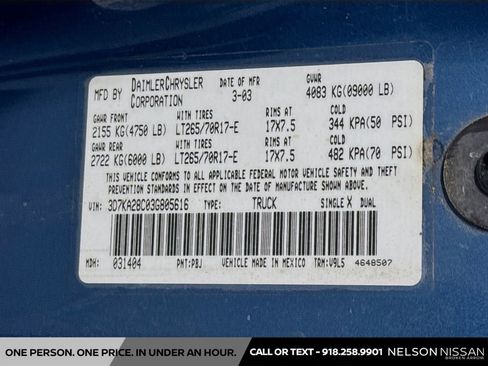 MFD BY DAIMLERCHRYSLER CORPORATION DATE OF MFR 3-03 GVWR 4083 KG(09000 LB)
GAWR FRONT WITH TIRES RIMS AT COLD
2155 KG(4750 LB) LT265/70R17-E 17X7.5 344 KPA(50 PSI)
GAWR REAR WITH TIRES RIMS AT COLD
2722 KG(6000 LB) LT265/70R17-E 17X7.5 482 KPA(70 PSI)
THIS VEHICLE CONFORMS TO ALL APPLICABLE FEDERAL MOTOR VEHICLE SAFETY AND THEFT
PREVENTION STANDARDS IN EFFECT ON THE DATE OF MANUFACTURE SHOWN ABOVE.
VIN: 3D7KA28C03G805616 TYPE: TRUCK SINGLE X DUAL
MDH: 031404 PNT:PBJ VEHICLE MADE IN MEXICO TRM:V9L5 4648507
ONE PERSON. ONE PRICE. IN UNDER AN HOUR. CALL OR TEXT - 918.258.9901 NELSON NISSAN
BROKEN ARROW